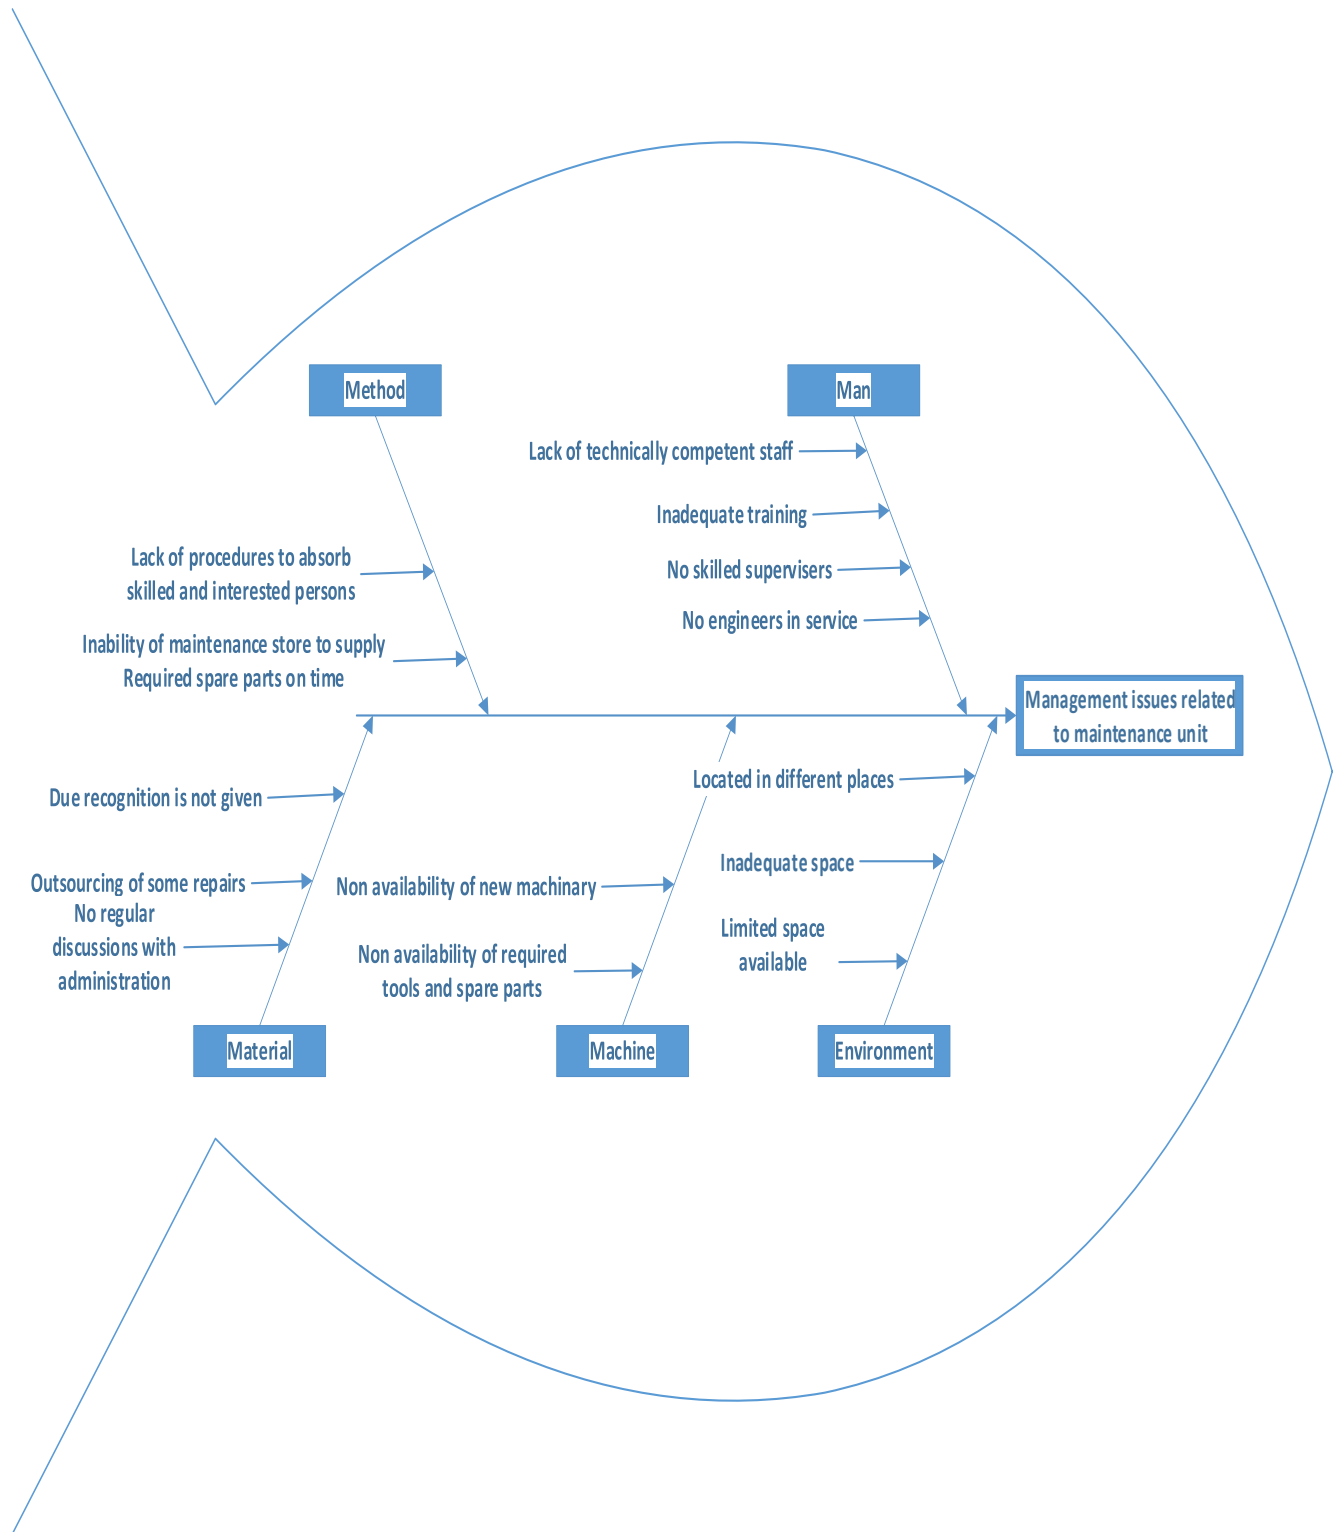 Method
Man
Lack of technically competent staff
Inadequate training
Lack of procedures to absorb
skilled and interested persons
No skilled supervisers
No engineers in service
Inability of maintenance store to supply
Required spare parts on time
Management issues related
to maintenance unit
Located in different places
Due recognition is not given
Inadequate space
Outsourcing of some repairs
Non availability of new machinary
No regular
discussions with
administration
Non availability of required
tools and spare parts
Limited space
available
Material
Machine
Environment